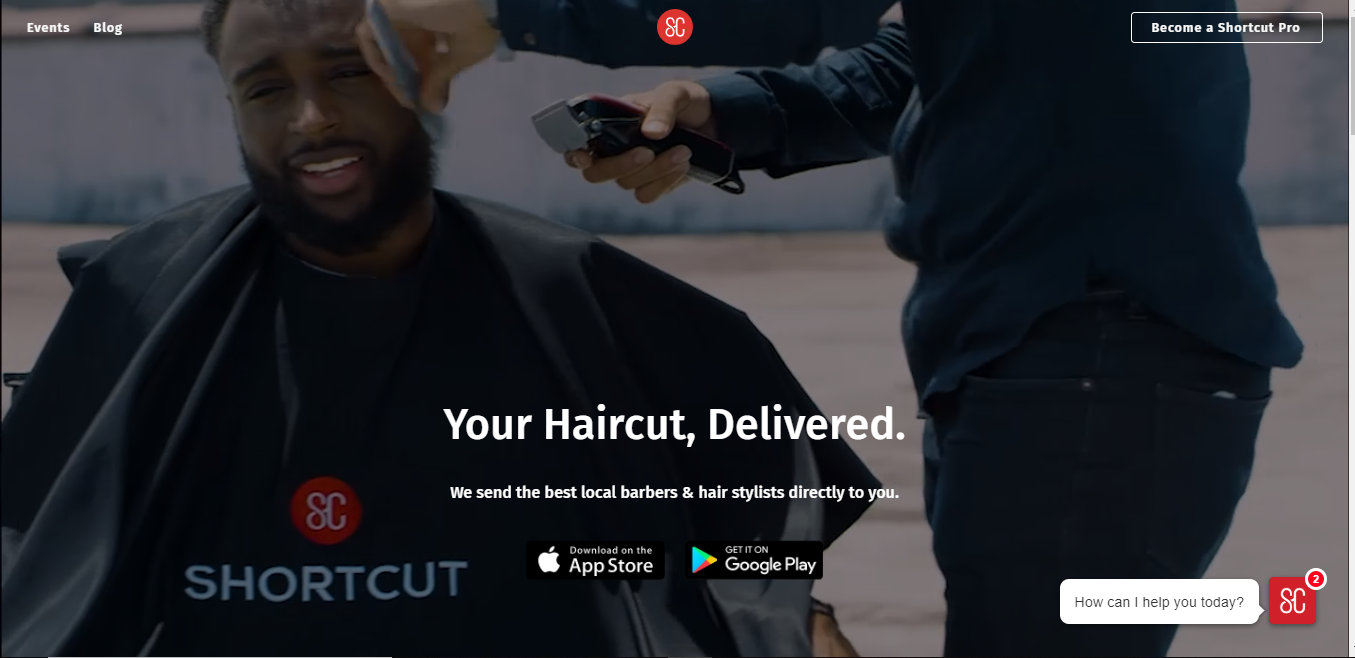 Events
Blog
SC
Become a Shortcut Pro
Your Haircut, Delivered.
We send the best local barbers & hair stylists directly to you.
SC
SHORTCUT
Download on the
App Store
GET IT ON
Google Play
How can I help you today?
SC
2